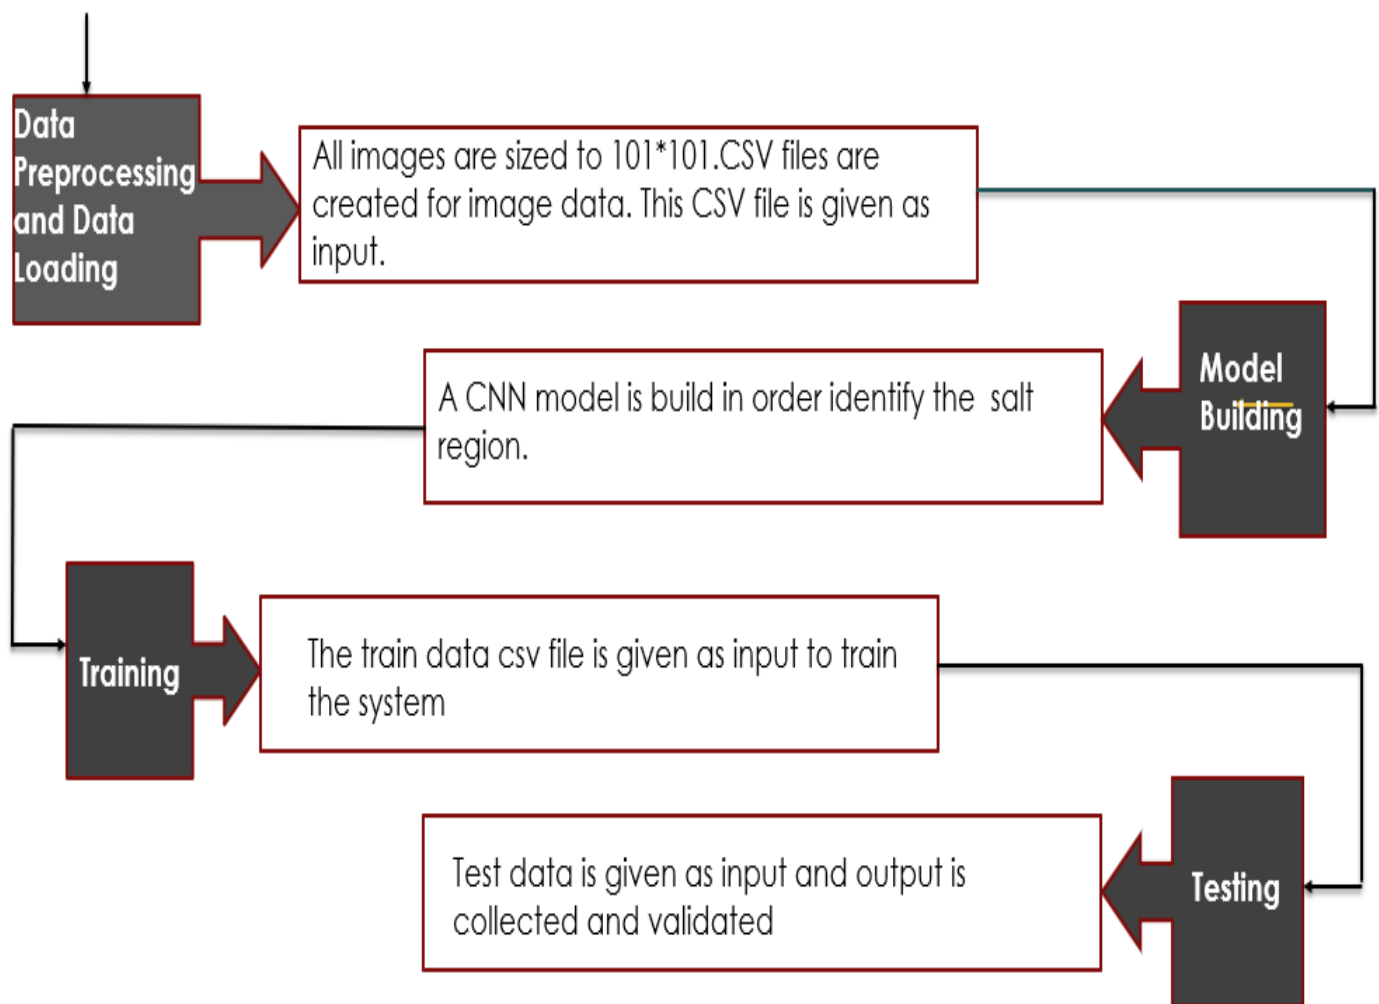 Data
Preprocessing
and Data
Loading
All images are sized to 101*101.CSV files are
created for image data. This CSV file is given as
input.
Model
Building
A CNN model is build in order identify the salt
region.
Training
The train data csv file is given as input to train
the system
Testing
Test data is given as input and output is
collected and validated